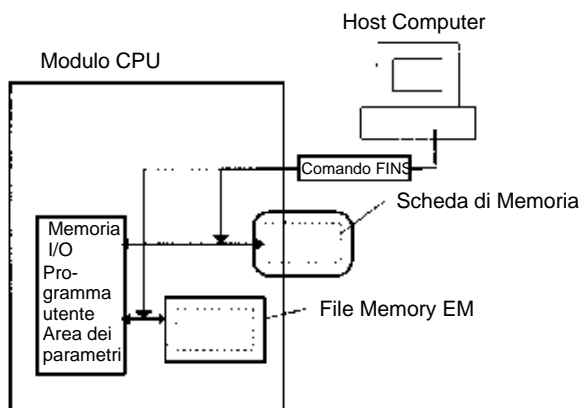 Host Computer
Modulo CPU
Comando FINS
Scheda di Memoria
Memoria
I/O
Pro-
gramma
utente
Area dei
parametri
File Memory EM